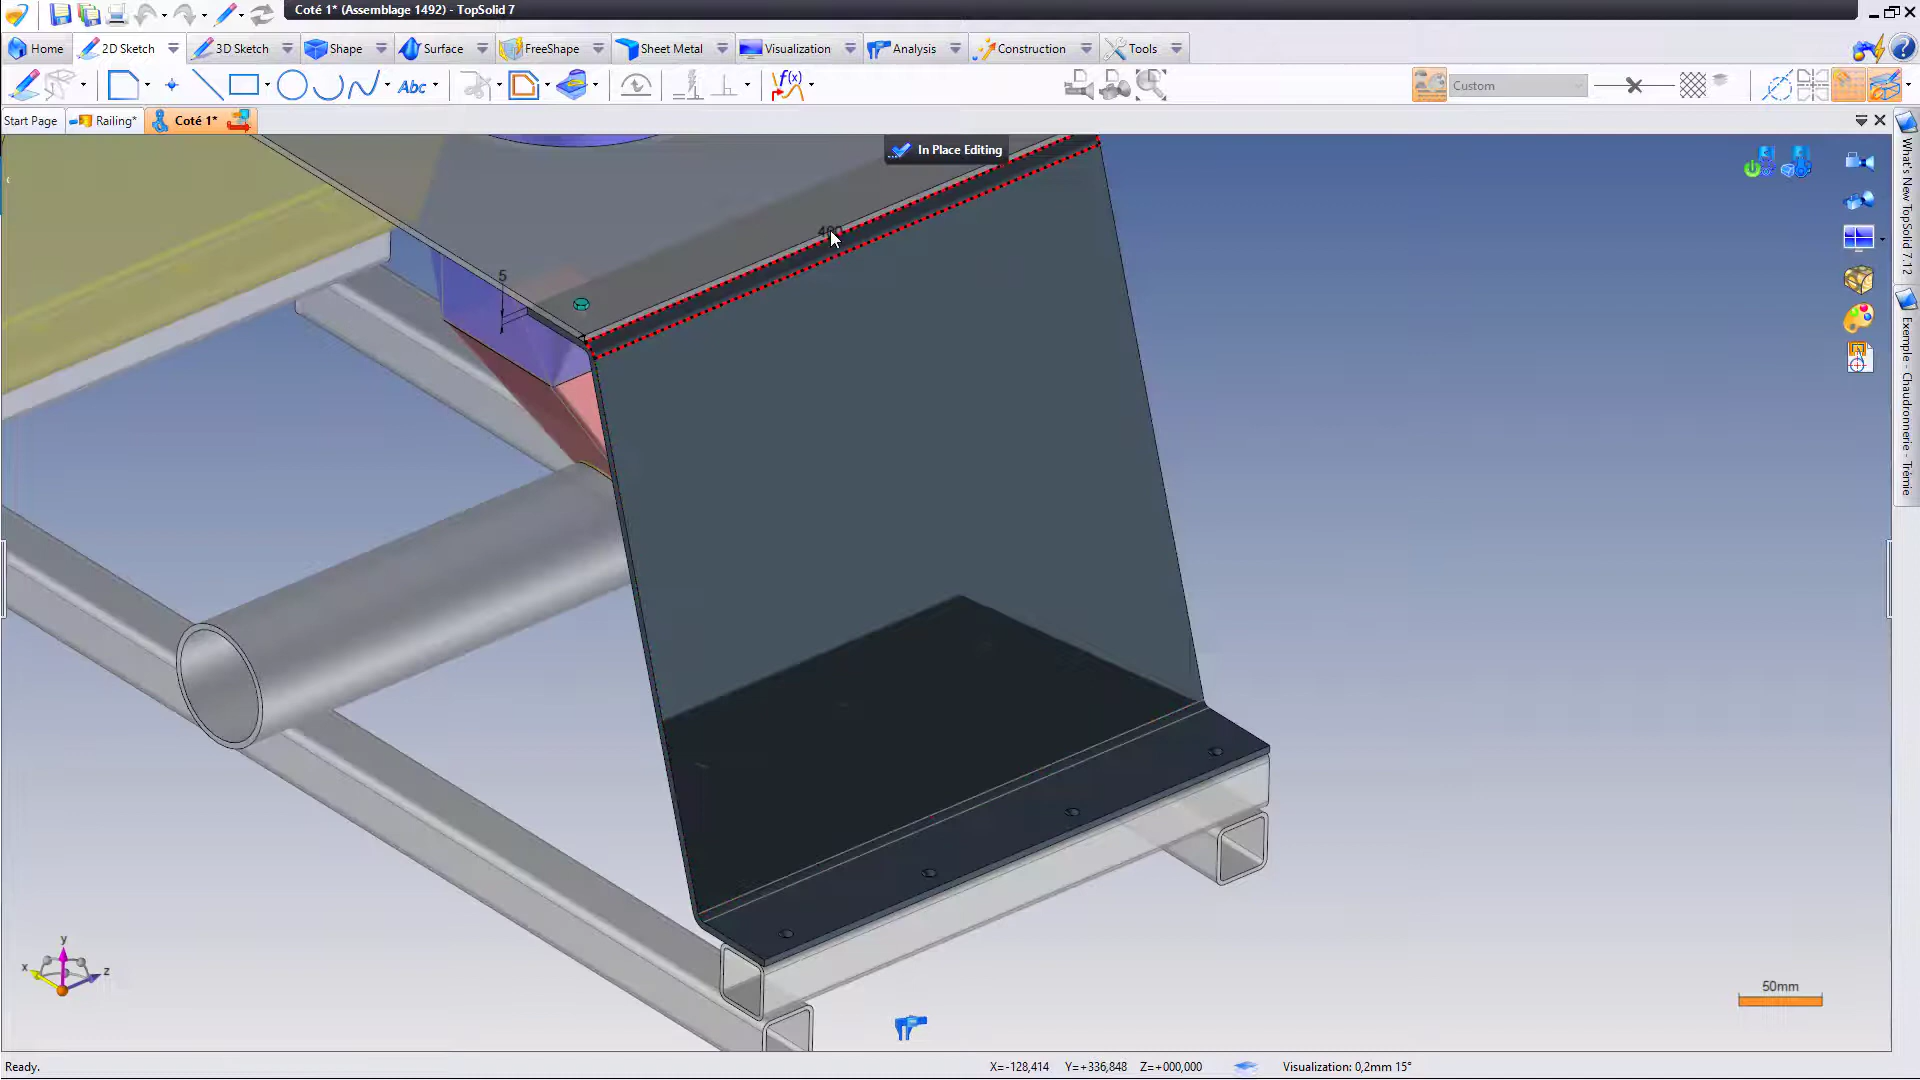 Coté 1* (Assemblage 1492) - TopSolid 7
Home
2D Sketch
3D Sketch
Shape
Surface
FreeShape
Sheet Metal
Visualization
Analysis
Construction
Tools
Abc
f(x)
Custom
Start Page
Railing*
Coté 1*
In Place Editing
What's New TopSolid 7.12
Exemple - Chaudronnerie - Trémie
5
y
x
z
50mm
Ready.
X=-128,414 Y=+336,848 Z=+000,000
Visualization: 0,2mm 15°